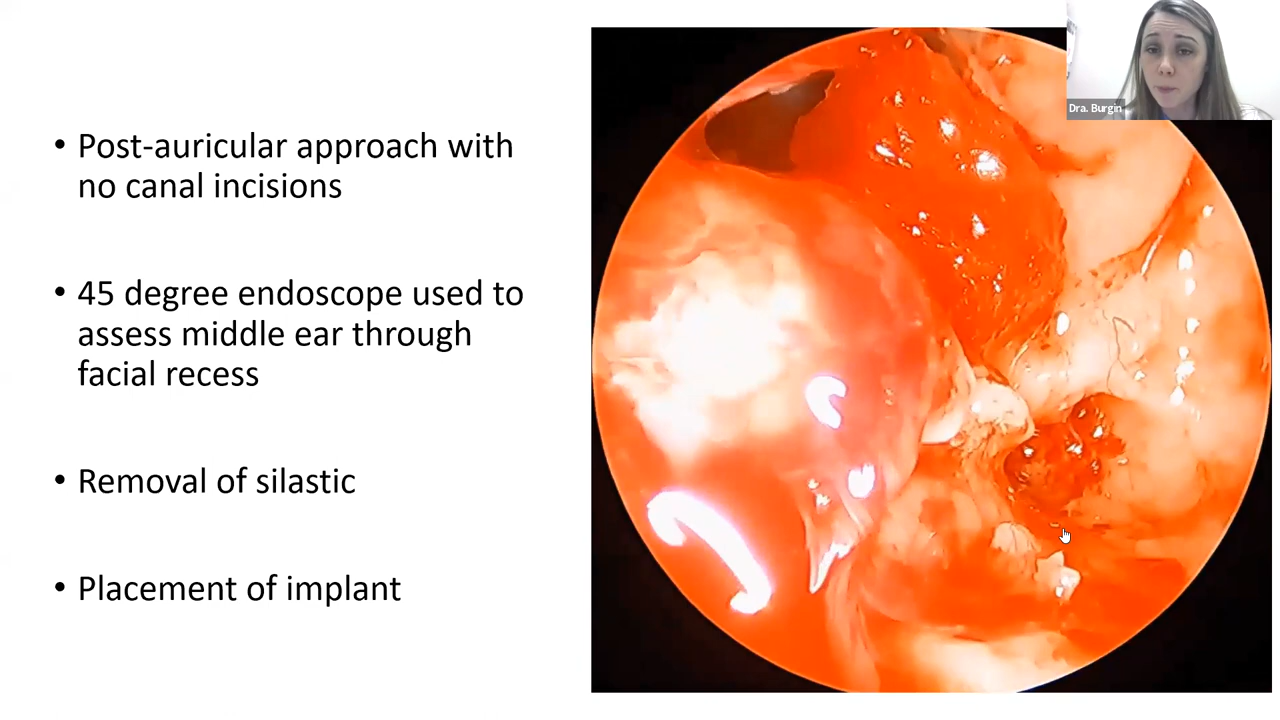 • Post-auricular approach with
no canal incisions
• 45 degree endoscope used to
assess middle ear through
facial recess
• Removal of silastic
• Placement of implant
Dra. Burgin